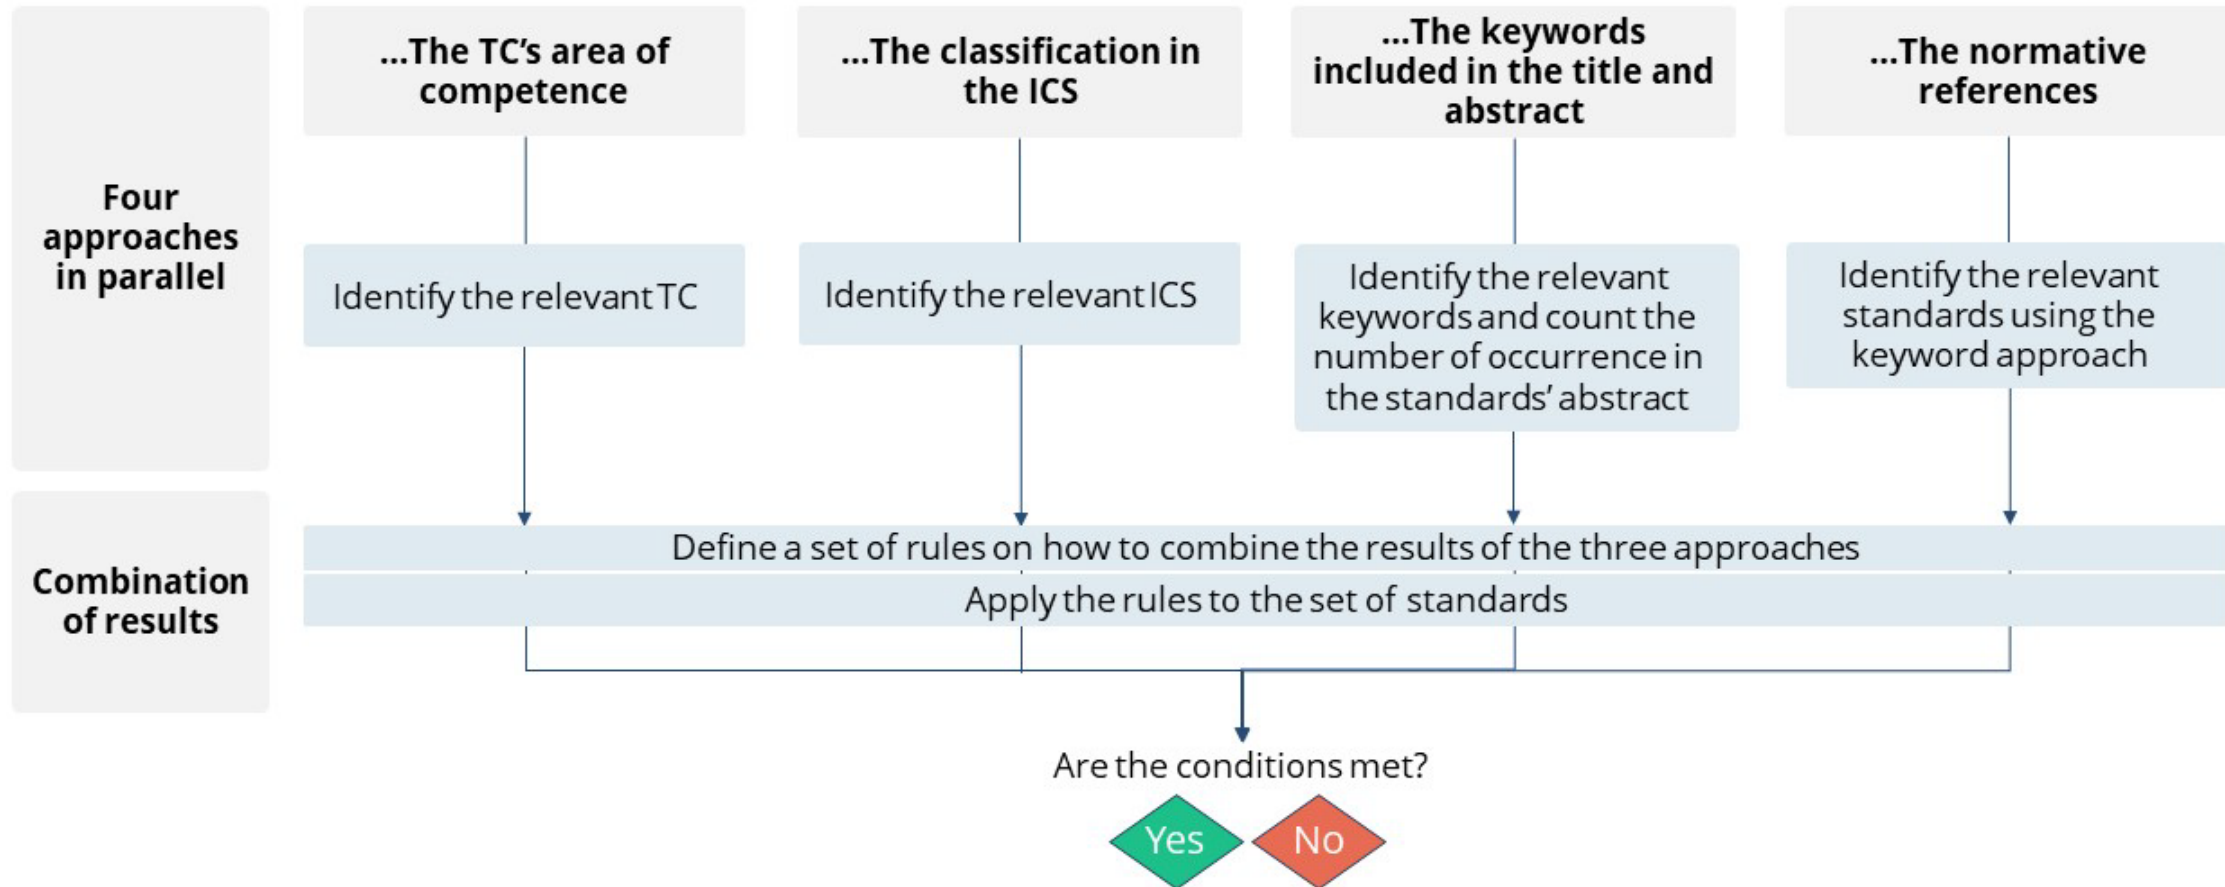 Four
approaches
in parallel
...The TC’s area of
competence
...The classification in
the ICS
...The keywords
included in the title and
abstract
...The normative
references
Identify the relevant TC
Identify the relevant ICS
Identify the relevant
keywords and count the
number of occurrence in
the standards’ abstract
Identify the relevant
standards using the
keyword approach
Combination
of results
Define a set of rules on how to combine the results of the three approaches
Apply the rules to the set of standards
Are the conditions met?
Yes
No